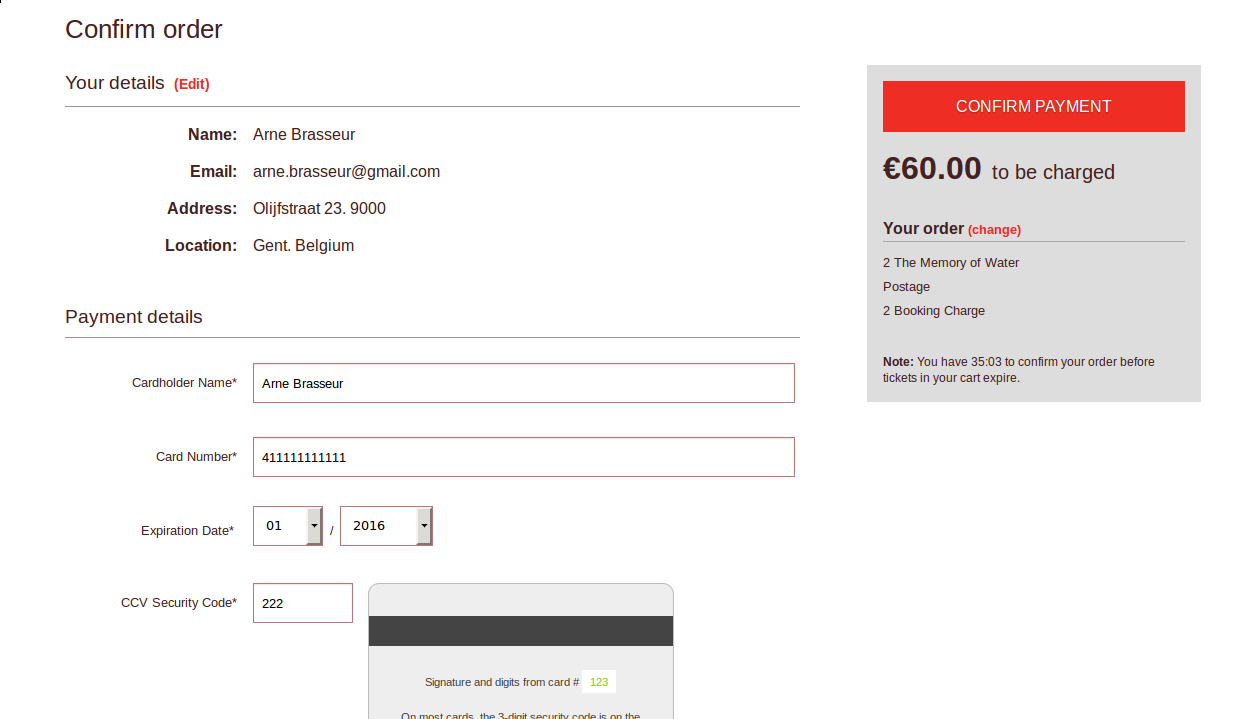 Confirm order
Your details (Edit)
Name: Arne Brasseur
Email: arne.brasseur@gmail.com
Address: Olijfstraat 23. 9000
Location: Gent. Belgium
Payment details
Cardholder Name* Arne Brasseur
Card Number* 411111111111
Expiration Date* 01 / 2016
CCV Security Code* 222
Signature and digits from card # 123
On most cards, the 3-digit security code is on the
CONFIRM PAYMENT
€60.00 to be charged
Your order (change)
2 The Memory of Water
Postage
2 Booking Charge
Note: You have 35:03 to confirm your order before
tickets in your cart expire.